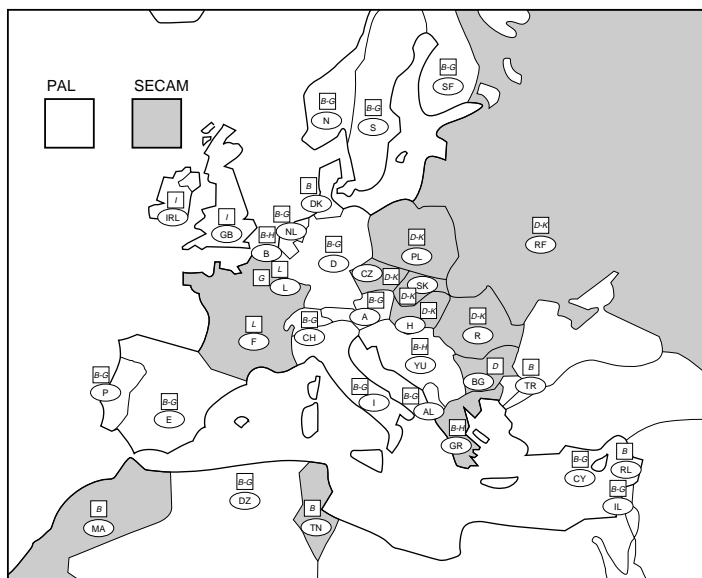 PAL SECAM
B-G
SF
B-G
N
B-G
S
I
IRL
I
GB
B
DK
B-G
NL
B-H
B
B-G
D
D-K
PL
D-K
RF
G
L
L
CZ
D-K
SK
D-K
B-G
A
D-K
H
D-K
R
L
F
B-G
CH
B-H
YU
D
BG
B
TR
B-G
P
B-G
E
B-G
I
B-G
AL
B-H
GR
B-G
CY
B
RL
B-G
IL
B
MA
B-G
DZ
B
TN